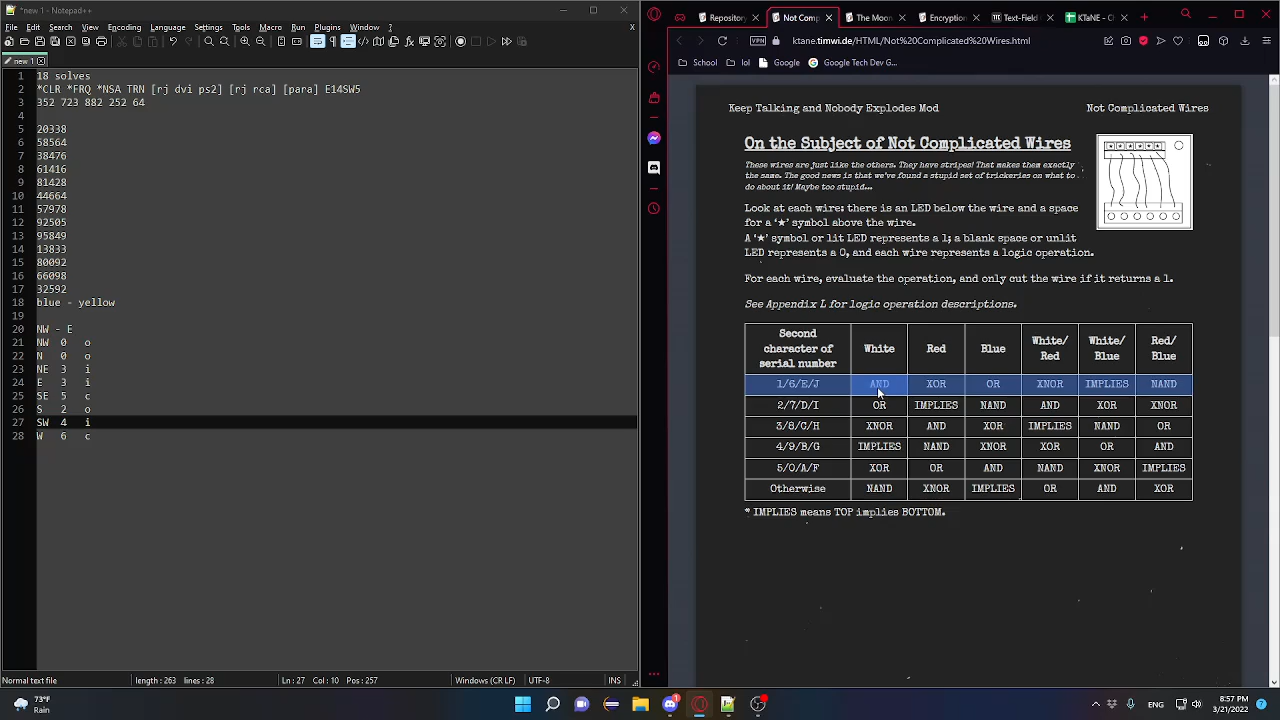 *new 1 - Notepad++
File Edit Search View Encoding Language Settings Tools Macro Run Plugins Window ?
X
new 1
1 18 solves
2 *CLR *FRQ *NSA TRN [rj dvi ps2] [rj rca] [para] E14SW5
3 352 723 882 252 64
4
5 20338
6 38564
7 38476
8 61416
9 81428
10 44664
11 57978
12 92508
13 95849
14 13833
15 80092
16 66098
17 32592
18 blue - yellow
19
20 NW - E
21 NW 0 o
22 N 0 o
23 NE 1 i
24 E 3 i
25 SE 5 c
26 S 2 o
27 SW 4 i
28 W 6 c
Normal text file length : 263 lines : 28 Ln : 27 Col : 10 Pos : 257 Windows (CR LF) UTF-8 INS
Repository Not Comp The Moon Encryption Text-Field KTaNE - C
VPN ktane.timwi.de/HTML/Not%20Complicated%20Wires.html
School lol Google Google Tech Dev G...
Keep Talking and Nobody Explodes Mod Not Complicated Wires
On the Subject of Not Complicated Wires
These wires are just like the others. They have stripes! That makes them exactly
the same. The good news is that we've found a stupid set of trickeries on what to
do about it! Maybe too stupid...
Look at each wire: there is an LED below the wire and a space
for a '★' symbol above the wire.
A '★' symbol or lit LED represents a 1; a blank space or unlit
LED represents a 0, and each wire represents a logic operation.
For each wire, evaluate the operation, and only cut the wire if it returns a 1.
See Appendix L for logic operation descriptions.
Second character of serial number White Red Blue White/Red White/Blue Red/Blue
1/6/E/J AND XOR OR XNOR IMPLIES NAND
2/7/D/I OR IMPLIES NAND AND XOR XNOR
3/8/C/H XNOR AND XOR IMPLIES NAND OR
4/9/B/G IMPLIES NAND XNOR XOR OR AND
5/0/A/F XOR OR AND NAND XNOR IMPLIES
Otherwise NAND XNOR IMPLIES OR AND XOR
* IMPLIES means TOP implies BOTTOM.
73°F
Rain
1
ENG
8:57 PM
3/21/2022